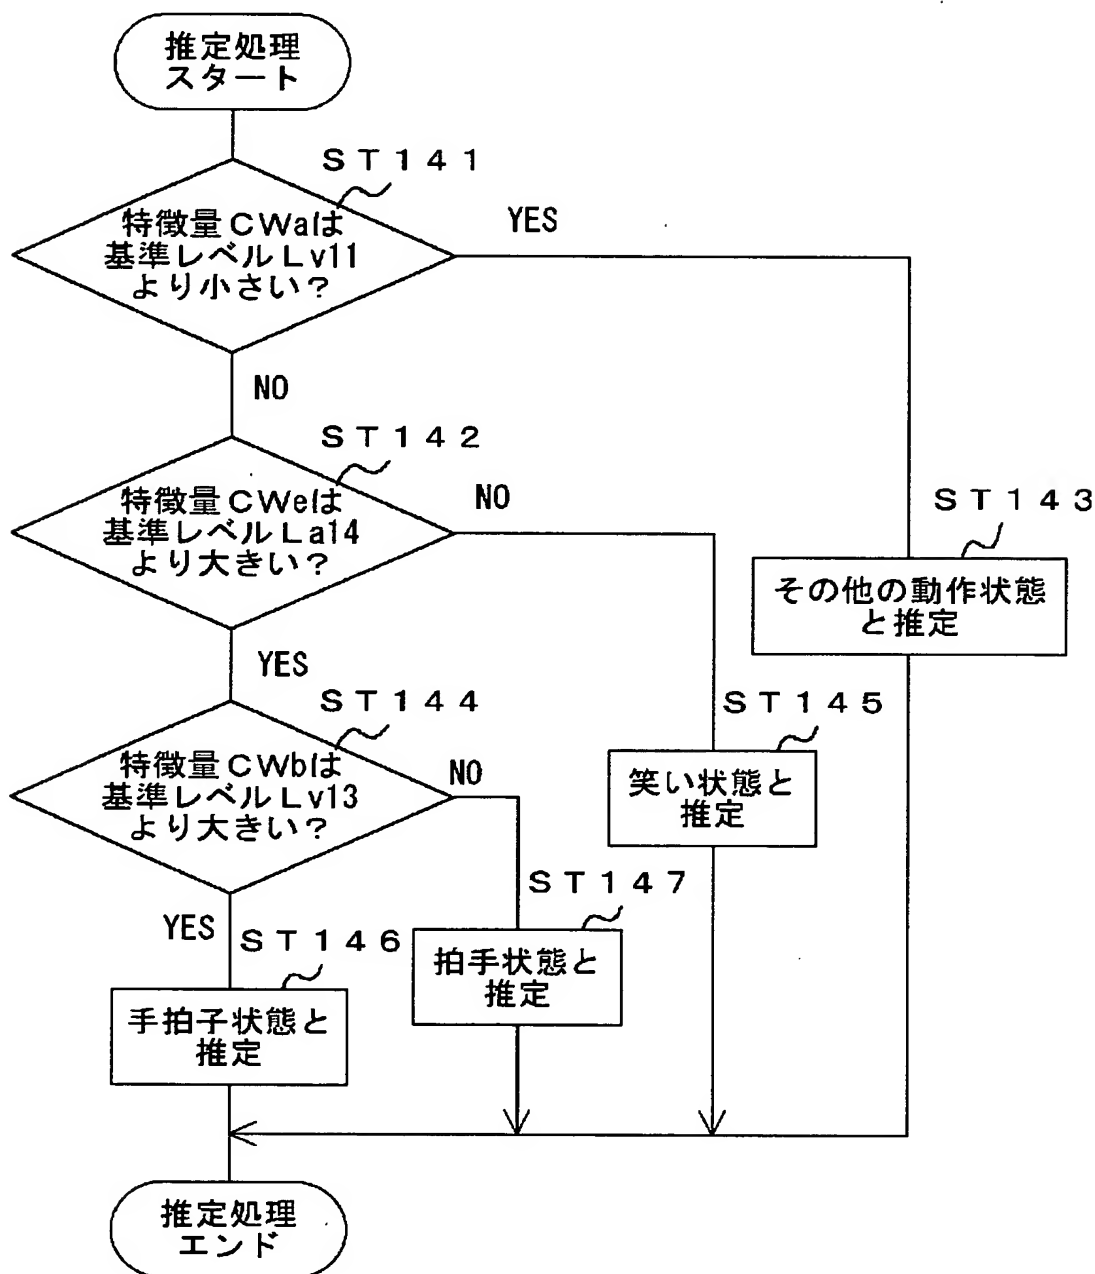 推定処理
スタート
ST141
特徴量CWaは
基準レベルLv11
より小さい?
YES
NO
ST142
特徴量CWeは
基準レベルLa14
より大きい?
NO
YES
ST143
その他の動作状態
と推定
ST144
特徴量CWbは
基準レベルLv13
より大きい?
NO
YES
ST145
笑い状態と
推定
ST147
拍手状態と
推定
ST146
手拍子状態と
推定
推定処理
エンド